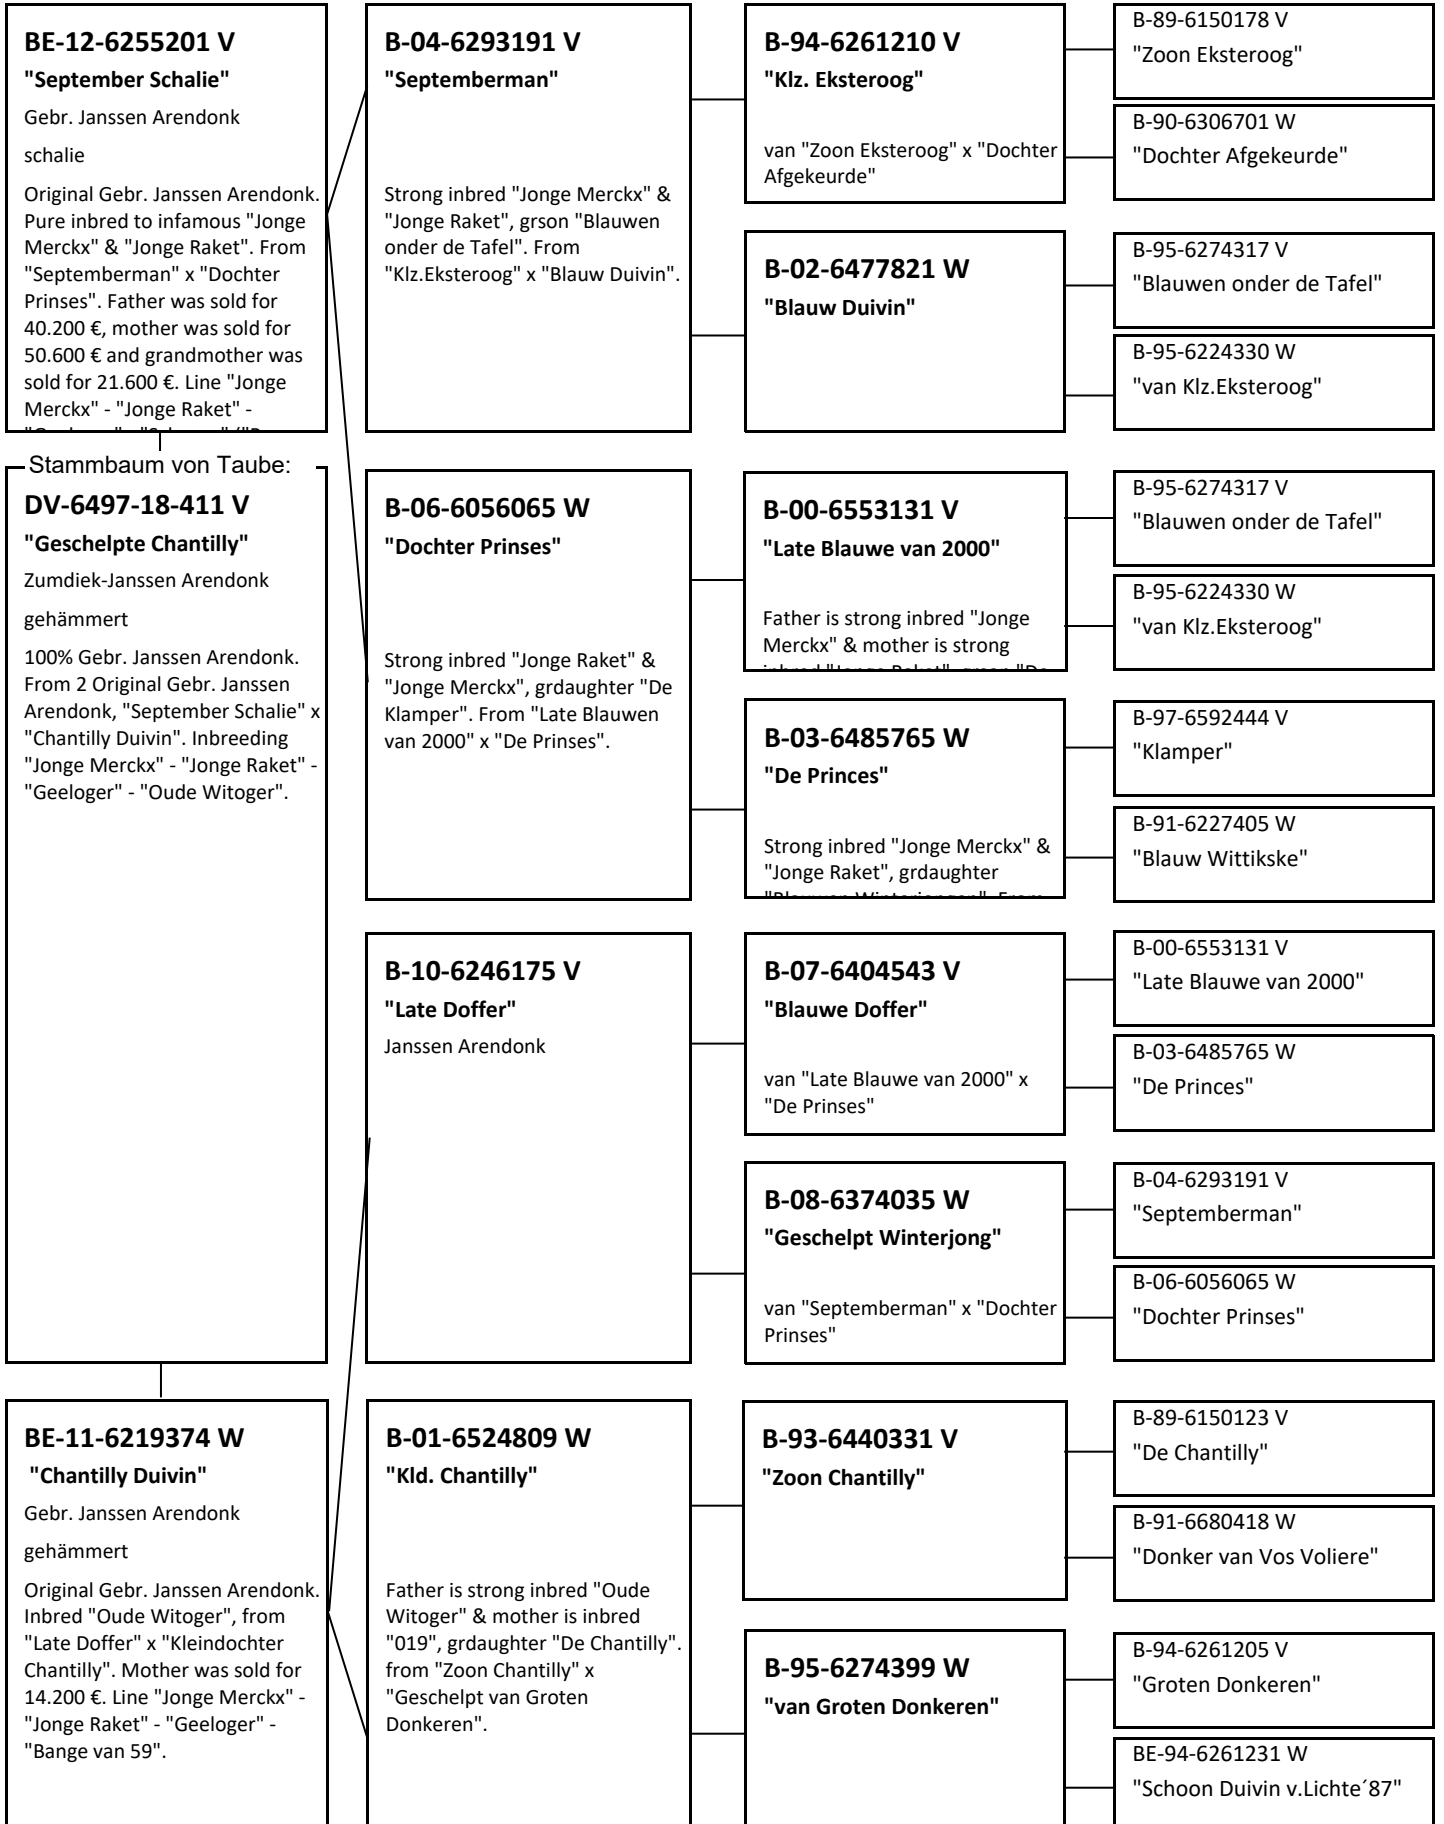 BE-12-6255201 V
"September Schalie"
Gebr. Janssen Arendonk
schalie
Original Gebr. Janssen Arendonk.
Pure inbred to infamous "Jonge
Merckx" & "Jonge Raket". From
"Septemberman" x "Dochter
Prinses". Father was sold for
40.200 €, mother was sold for
50.600 € and grandmother was
sold for 21.600 €. Line "Jonge
Merckx" - "Jonge Raket" -
Stammbaum von Taube:
DV-6497-18-411 V
"Geschelpte Chantilly"
Zumdiek-Janssen Arendonk
gehämmert
100% Gebr. Janssen Arendonk.
From 2 Original Gebr. Janssen
Arendonk, "September Schalie" x
"Chantilly Duivin". Inbreeding
"Jonge Merckx" - "Jonge Raket" -
"Geeloger" - "Oude Witoger".
BE-11-6219374 W
"Chantilly Duivin"
Gebr. Janssen Arendonk
gehämmert
Original Gebr. Janssen Arendonk.
Inbred "Oude Witoger", from
"Late Doffer" x "Kleindochter
Chantilly". Mother was sold for
14.200 €. Line "Jonge Merckx" -
"Jonge Raket" - "Geeloger" -
"Bange van 59".
B-04-6293191 V
"Septemberman"
Strong inbred "Jonge Merckx" &
"Jonge Raket", grson "Blauwen
onder de Tafel". From
"Klz.Eksteroog" x "Blauw Duivin".
B-06-6056065 W
"Dochter Prinses"
Strong inbred "Jonge Raket" &
"Jonge Merckx", grdaughter "De
Klamper". From "Late Blauwen
van 2000" x "De Prinses".
B-10-6246175 V
"Late Doffer"
Janssen Arendonk
B-01-6524809 W
"Kld. Chantilly"
Father is strong inbred "Oude
Witoger" & mother is inbred
"019", grdaughter "De Chantilly".
from "Zoon Chantilly" x
"Geschelpt van Groten
Donkeren".
B-94-6261210 V
"Klz. Eksteroog"
van "Zoon Eksteroog" x "Dochter
Afgekeurde"
B-02-6477821 W
"Blauw Duivin"
B-00-6553131 V
"Late Blauwe van 2000"
Father is strong inbred "Jonge
Merckx" & mother is strong
inbred "Jonge Raket", grson "De
B-03-6485765 W
"De Princes"
Strong inbred "Jonge Merckx" &
"Jonge Raket", grdaughter
"Blauwen Winterjongen". From
B-07-6404543 V
"Blauwe Doffer"
van "Late Blauwe van 2000" x
"De Prinses"
B-08-6374035 W
"Geschelpt Winterjong"
van "Septemberman" x "Dochter
Prinses"
B-93-6440331 V
"Zoon Chantilly"
B-95-6274399 W
"van Groten Donkeren"
B-89-6150178 V
"Zoon Eksteroog"
B-90-6306701 W
"Dochter Afgekeurde"
B-95-6274317 V
"Blauwen onder de Tafel"
B-95-6224330 W
"van Klz.Eksteroog"
B-95-6274317 V
"Blauwen onder de Tafel"
B-95-6224330 W
"van Klz.Eksteroog"
B-97-6592444 V
"Klamper"
B-91-6227405 W
"Blauw Wittikske"
B-00-6553131 V
"Late Blauwe van 2000"
B-03-6485765 W
"De Princes"
B-04-6293191 V
"Septemberman"
B-06-6056065 W
"Dochter Prinses"
B-89-6150123 V
"De Chantilly"
B-91-6680418 W
"Donker van Vos Voliere"
B-94-6261205 V
"Groten Donkeren"
BE-94-6261231 W
"Schoon Duivin v.Lichte´87"